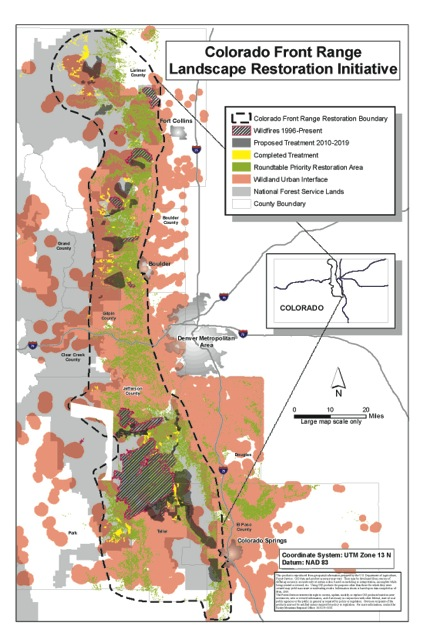 Colorado Front Range
Landscape Restoration Initiative
Larimer
County
Fort Collins
Colorado Front Range Restoration Boundary
Wildfires 1996-Present
Proposed Treatment 2010-2019
Completed Treatment
Roundtable Priority Restoration Area
Wildland Urban Interface
National Forest Service Lands
County Boundary
Boulder
County
Grand
County
Boulder
COLORADO
Gilpin
County
Denver Metropolitan
Area
Clear Creek
County
N
Jefferson
County
0 10 20
Miles
Large map scale only
Douglas
Park
Teller
El Paso
County
Colorado Springs
Coordinate System: UTM Zone 13 N
Datum: NAD 83